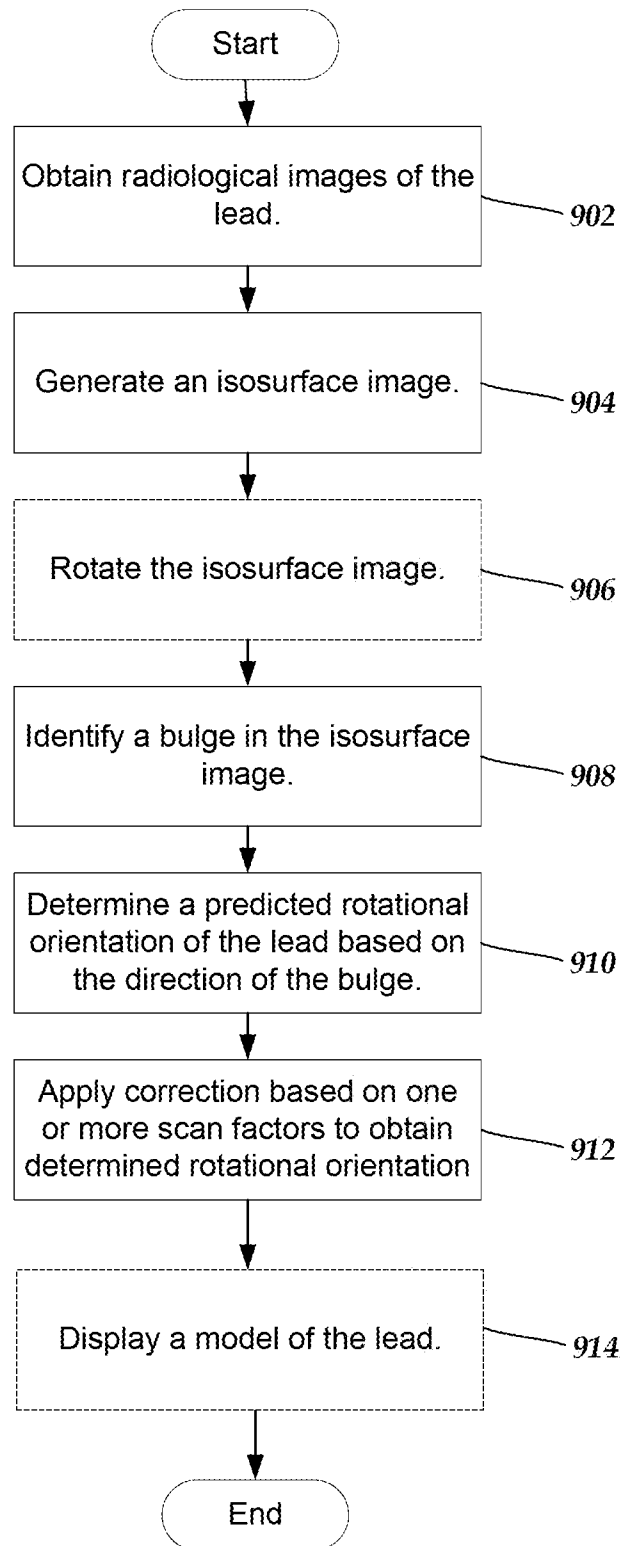 Start
Obtain radiological images of the
lead.
902
Generate an isosurface image.
904
Rotate the isosurface image.
906
Identify a bulge in the isosurface
image.
908
Determine a predicted rotational
orientation of the lead based on
the direction of the bulge.
910
Apply correction based on one
or more scan factors to obtain
determined rotational orientation
912
Display a model of the lead.
914
End